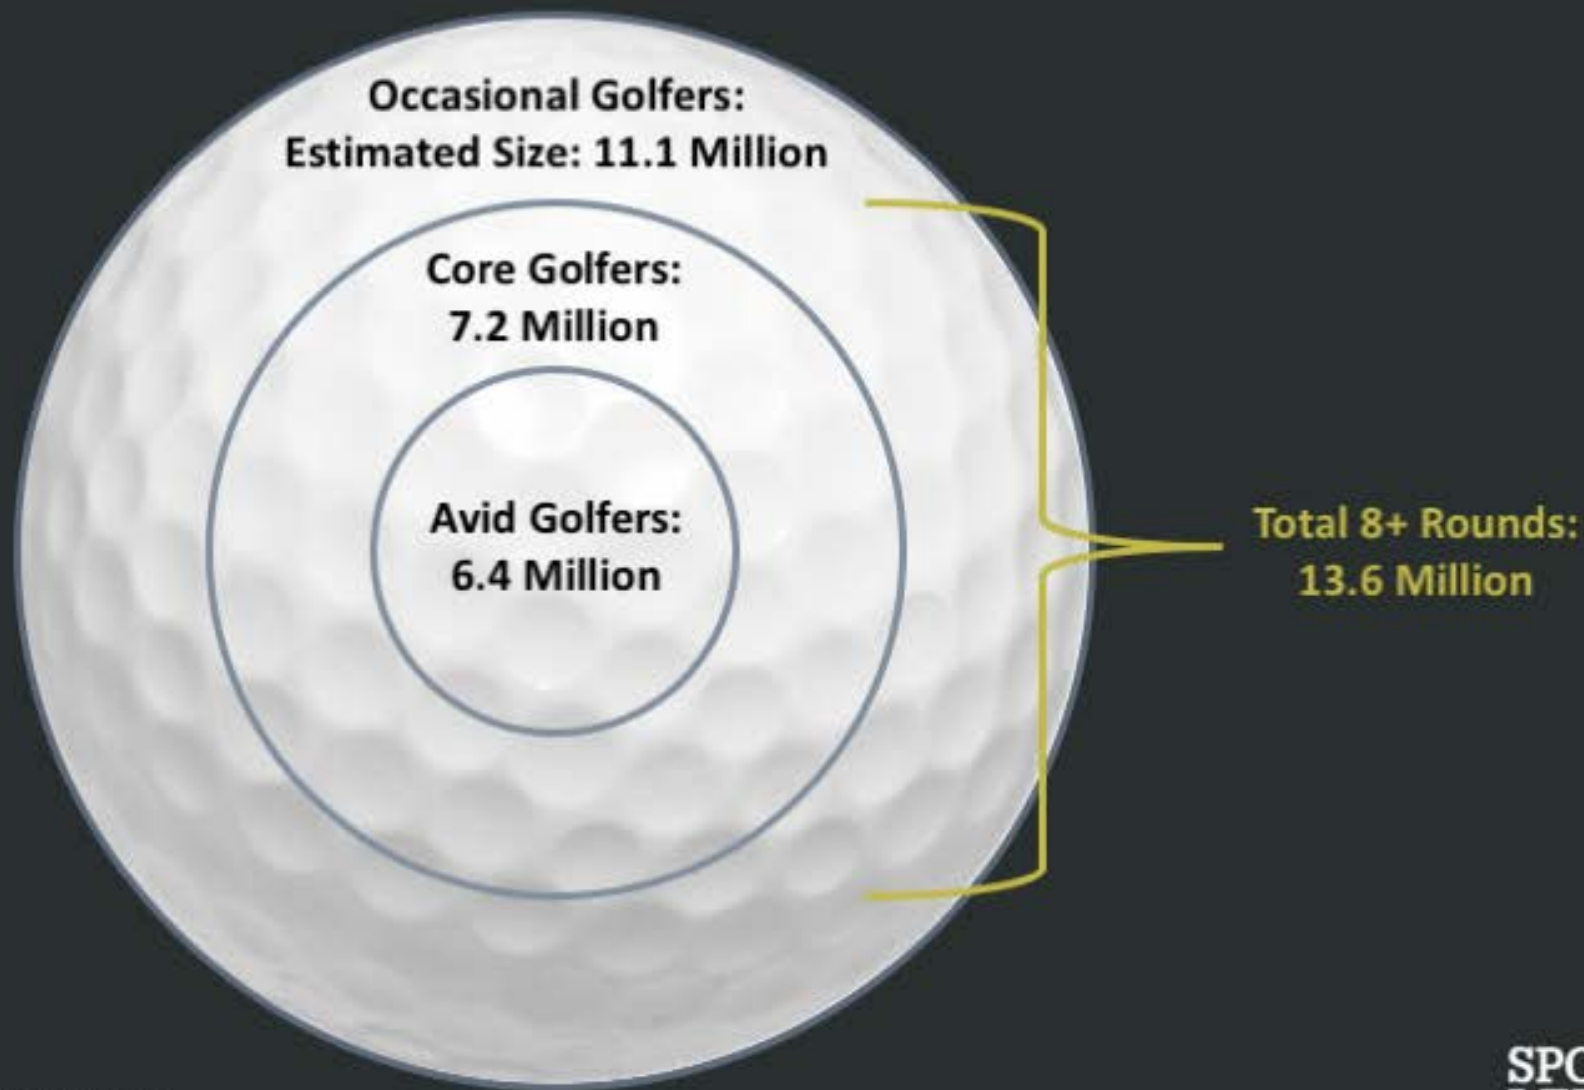 Occasional Golfers:
Estimated Size: 11.1 Million
Core Golfers:
7.2 Million
Avid Golfers:
6.4 Million
Total 8+ Rounds:
13.6 Million